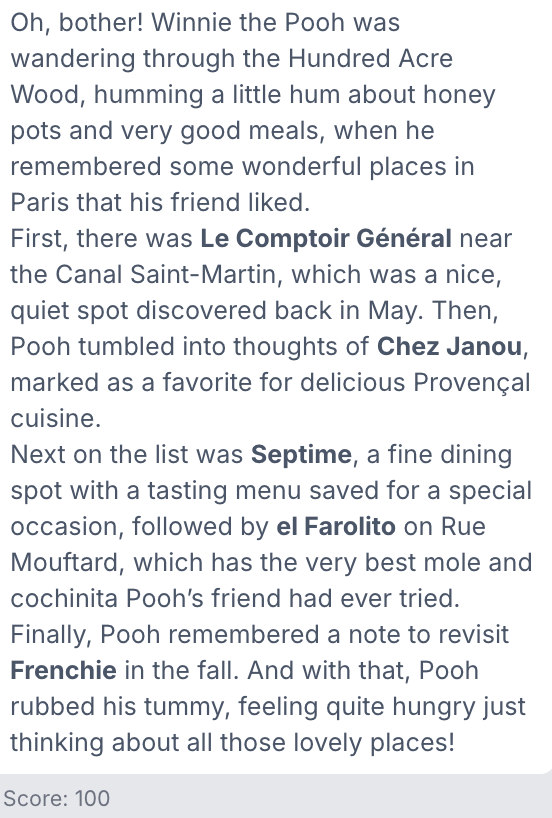 Oh, bother! Winnie the Pooh was
wandering through the Hundred Acre
Wood, humming a little hum about honey
pots and very good meals, when he
remembered some wonderful places in
Paris that his friend liked.
First, there was Le Comptoir Général near
the Canal Saint-Martin, which was a nice,
quiet spot discovered back in May. Then,
Pooh tumbled into thoughts of Chez Janou,
marked as a favorite for delicious Provençal
cuisine.
Next on the list was Septime, a fine dining
spot with a tasting menu saved for a special
occasion, followed by el Farolito on Rue
Mouftard, which has the very best mole and
cochinita Pooh’s friend had ever tried.
Finally, Pooh remembered a note to revisit
Frenchie in the fall. And with that, Pooh
rubbed his tummy, feeling quite hungry just
thinking about all those lovely places!
Score: 100